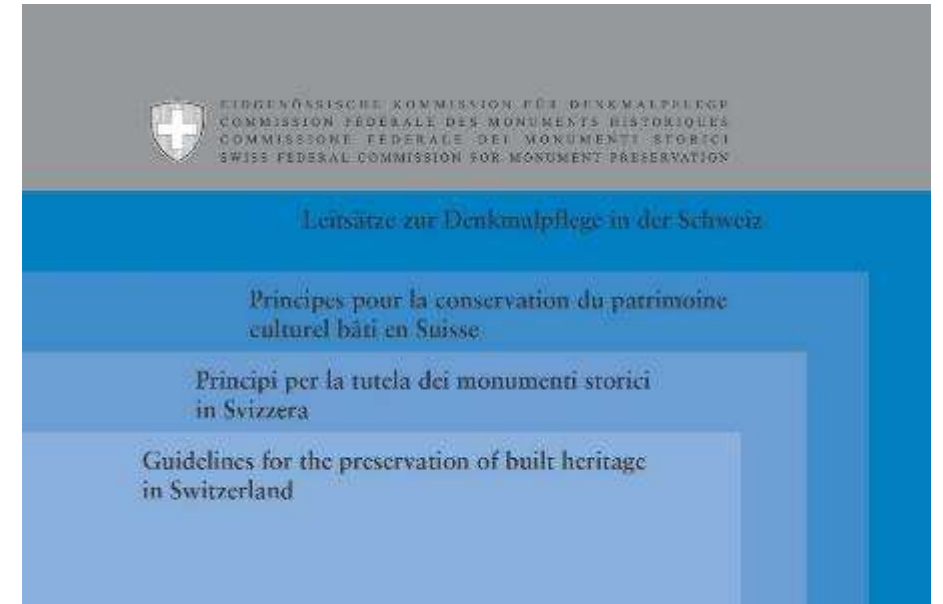 EIDGENÖSSISCHE KOMMISSION FÜR DENKMALPFLEGE
COMMISSION FÉDÉRALE DES MONUMENTS HISTORIQUES
COMMISSIONE FEDERALE DEI MONUMENTI STORICI
SWISS FEDERAL COMMISSION FOR MONUMENT PRESERVATION
Leitsätze zur Denkmalpflege in der Schweiz
Principes pour la conservation du patrimoine
culturel bâti en Suisse
Principi per la tutela dei monumenti storici
in Svizzera
Guidelines for the preservation of built heritage
in Switzerland